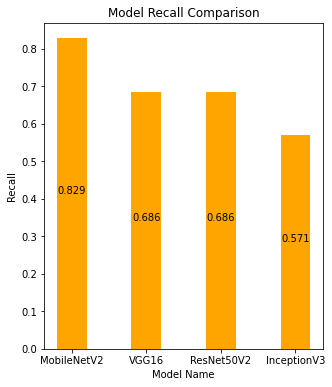 Model Recall Comparison
Recall
0.8
0.7
0.6
0.5
0.4
0.3
0.2
0.1
0.0
0.829
0.686
0.686
0.571
MobileNetV2
VGG16
ResNet50V2
InceptionV3
Model Name